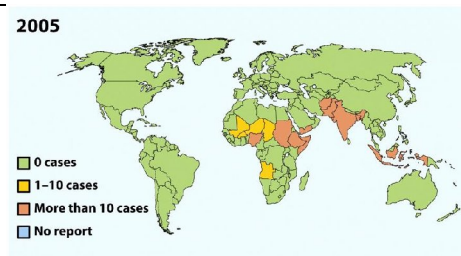 2005
0 cases
1–10 cases
More than 10 cases
No report